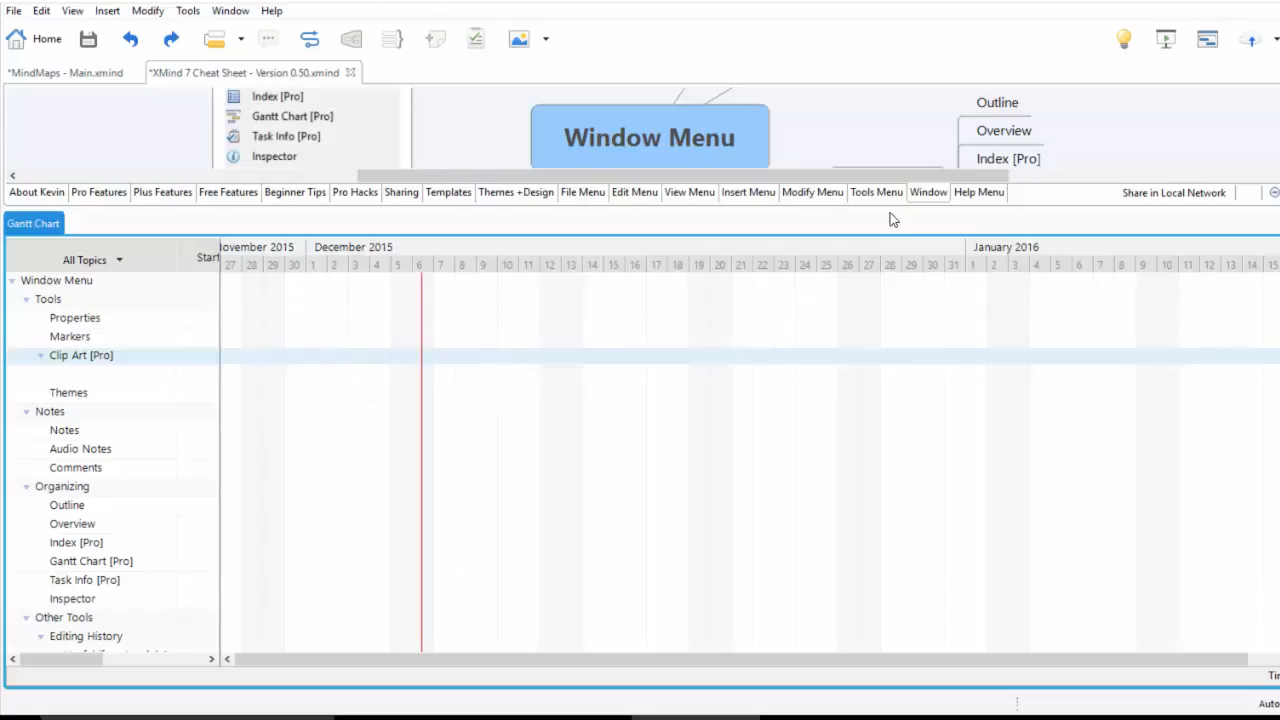 File Edit View Insert Modify Tools Window Help
Home
*MindMaps - Main.xmind *XMind 7 Cheat Sheet - Version 0.50.xmind
Index [Pro]
Gantt Chart [Pro]
Task Info [Pro]
Inspector
Window Menu
Outline
Overview
Index [Pro]
About Kevin Pro Features Plus Features Free Features Beginner Tips Pro Hacks Sharing Templates Themes +Design File Menu Edit Menu View Menu Insert Menu Modify Menu Tools Menu Window Help Menu Share in Local Network
Gantt Chart
All Topics Start
ovember 2015 December 2015 January 2016
27 28 29 30 1 2 3 4 5 6 7 8 9 10 11 12 13 14 15 16 17 18 19 20 21 22 23 24 25 26 27 28 29 30 31 1 2 3 4 5 6 7 8 9 10 11 12 13 14 15
Window Menu
Tools
Properties
Markers
Clip Art [Pro]
Themes
Notes
Notes
Audio Notes
Comments
Organizing
Outline
Overview
Index [Pro]
Gantt Chart [Pro]
Task Info [Pro]
Inspector
Other Tools
Editing History
Tir
Auto